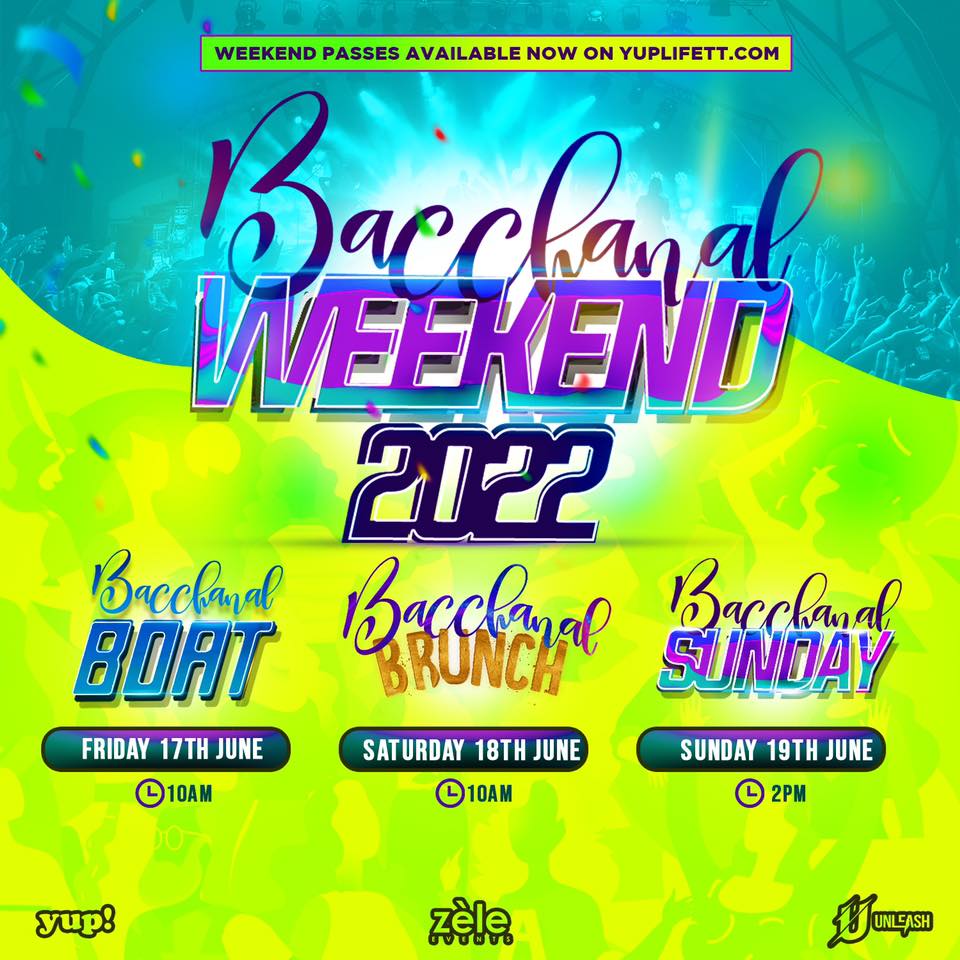 WEEKEND PASSES AVAILABLE NOW ON YUPLIFETT.COM
Bacchanal
WEEKEND
2022
Bacchanal
BOAT
FRIDAY 17TH JUNE
10AM
Bacchanal
BRUNCH
SATURDAY 18TH JUNE
10AM
Bacchanal
SUNDAY
SUNDAY 19TH JUNE
2PM
yup!
zèle
EVENTS
UNLEASH